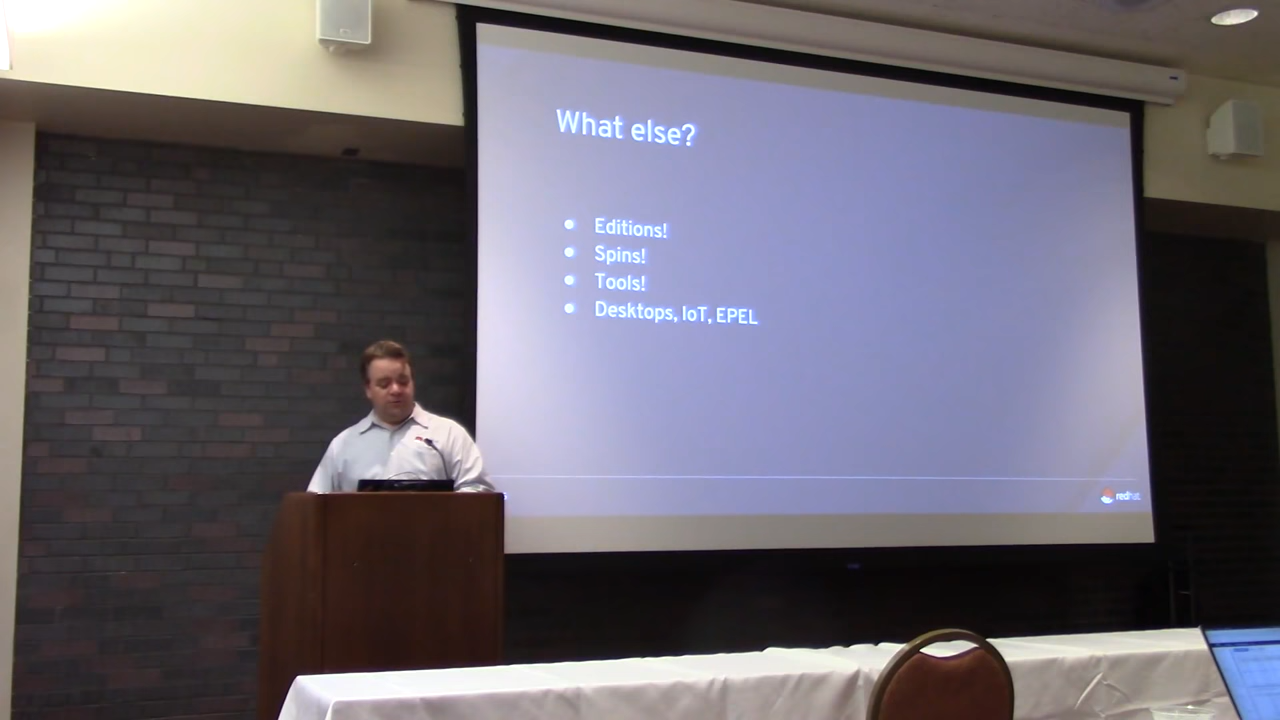 What else?
Editions!
Spins!
Tools!
Desktops, IoT, EPEL
redhat